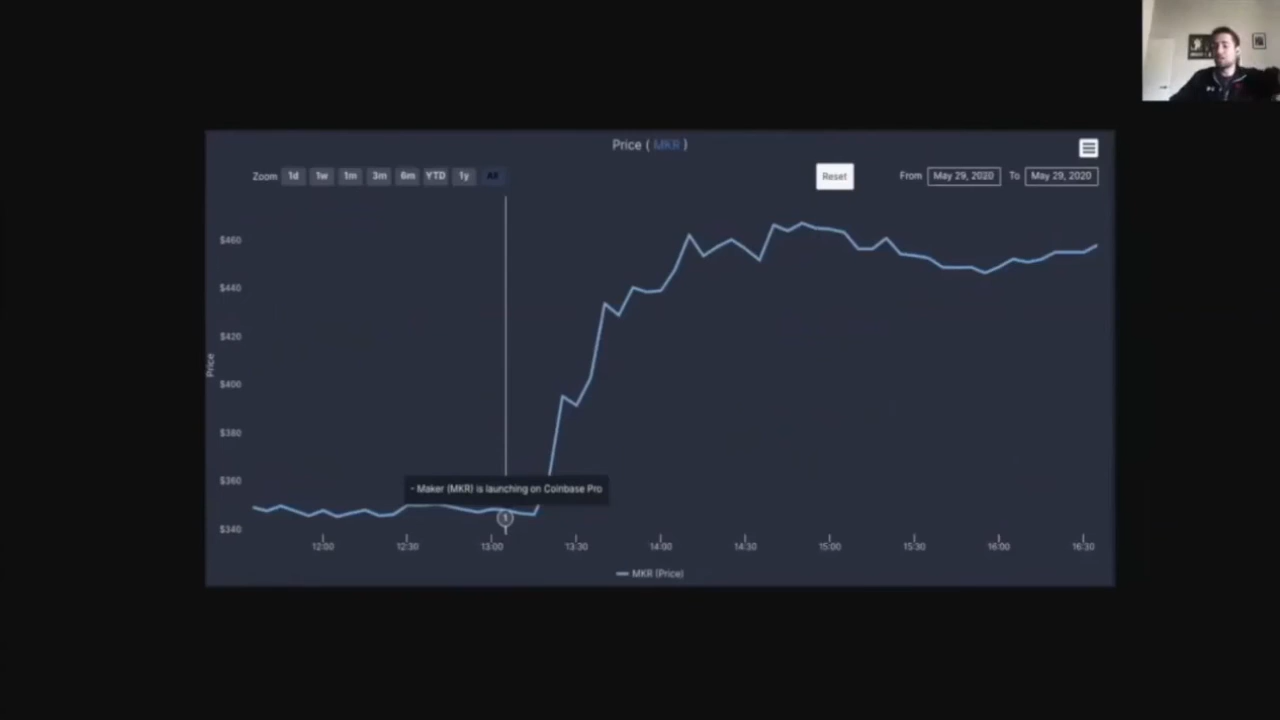 Price ( MKR )
Zoom 1d 1w 1m 3m 6m YTD 1y All Reset From May 29, 2020 To May 29, 2020
$460
$440
$420
$400
$380
$360
$340
Price
- Maker (MKR) is launching on Coinbase Pro
1
12:00 12:30 13:00 13:30 14:00 14:30 15:00 15:30 16:00 16:30
MKR (Price)